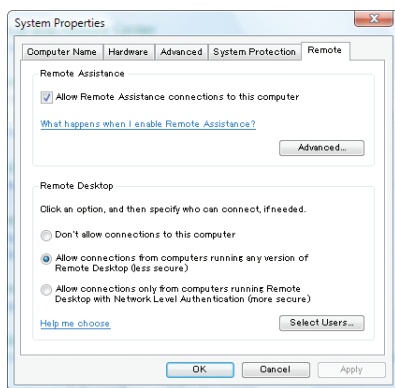 System Properties
Computer Name Hardware Advanced System Protection Remote
Remote Assistance
Allow Remote Assistance connections to this computer
What happens when I enable Remote Assistance?
Advanced...
Remote Desktop
Click an option, and then specify who can connect, if needed.
Don't allow connections to this computer
Allow connections from computers running any version of
Remote Desktop (less secure)
Allow connections only from computers running Remote
Desktop with Network Level Authentication (more secure)
Help me choose
Select Users...
OK Cancel Apply